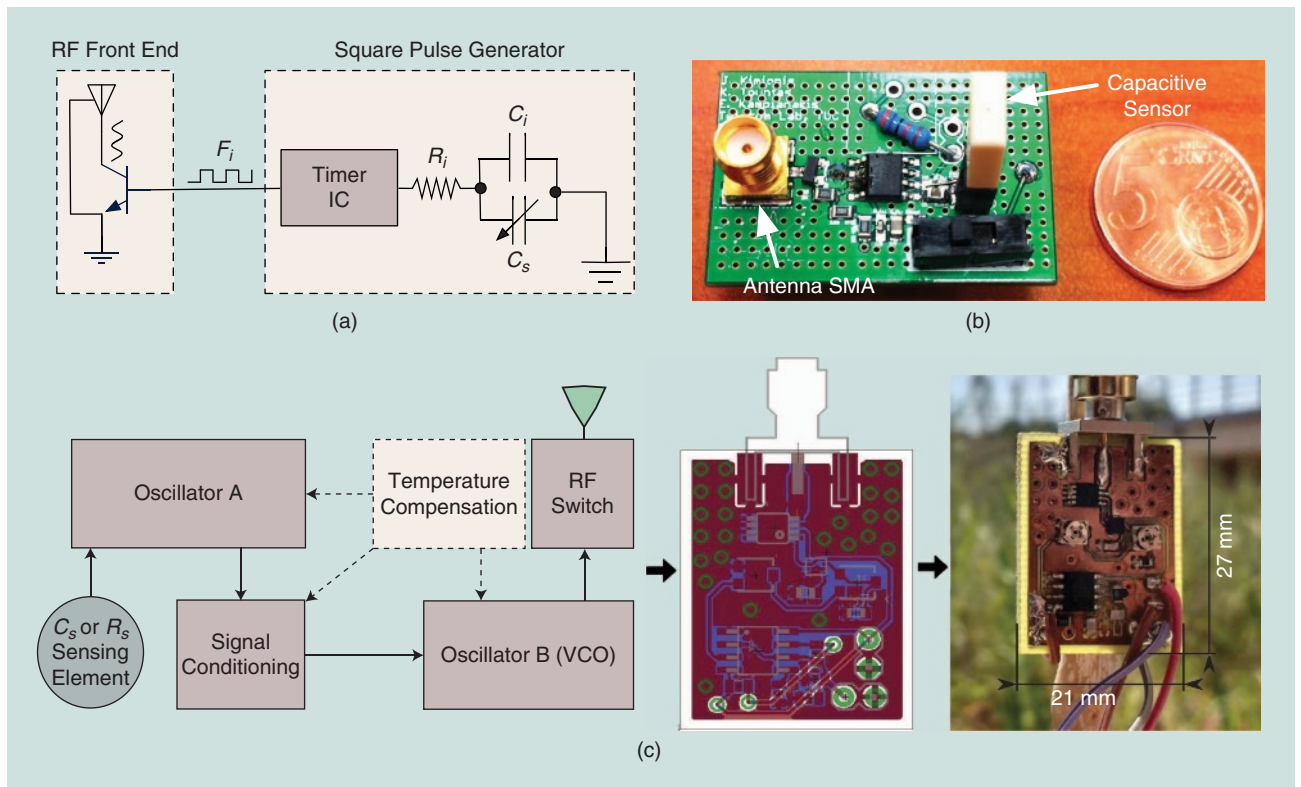 RF Front End
Square Pulse Generator
F_i
Timer
IC
R_i
C_i
C_s
(a)
J. Kimionis
Capacitive
Sensor
Antenna SMA
(b)
Oscillator A
Temperature
Compensation
RF
Switch
C_s or R_s
Sensing
Element
Signal
Conditioning
Oscillator B (VCO)
27 mm
21 mm
(c)